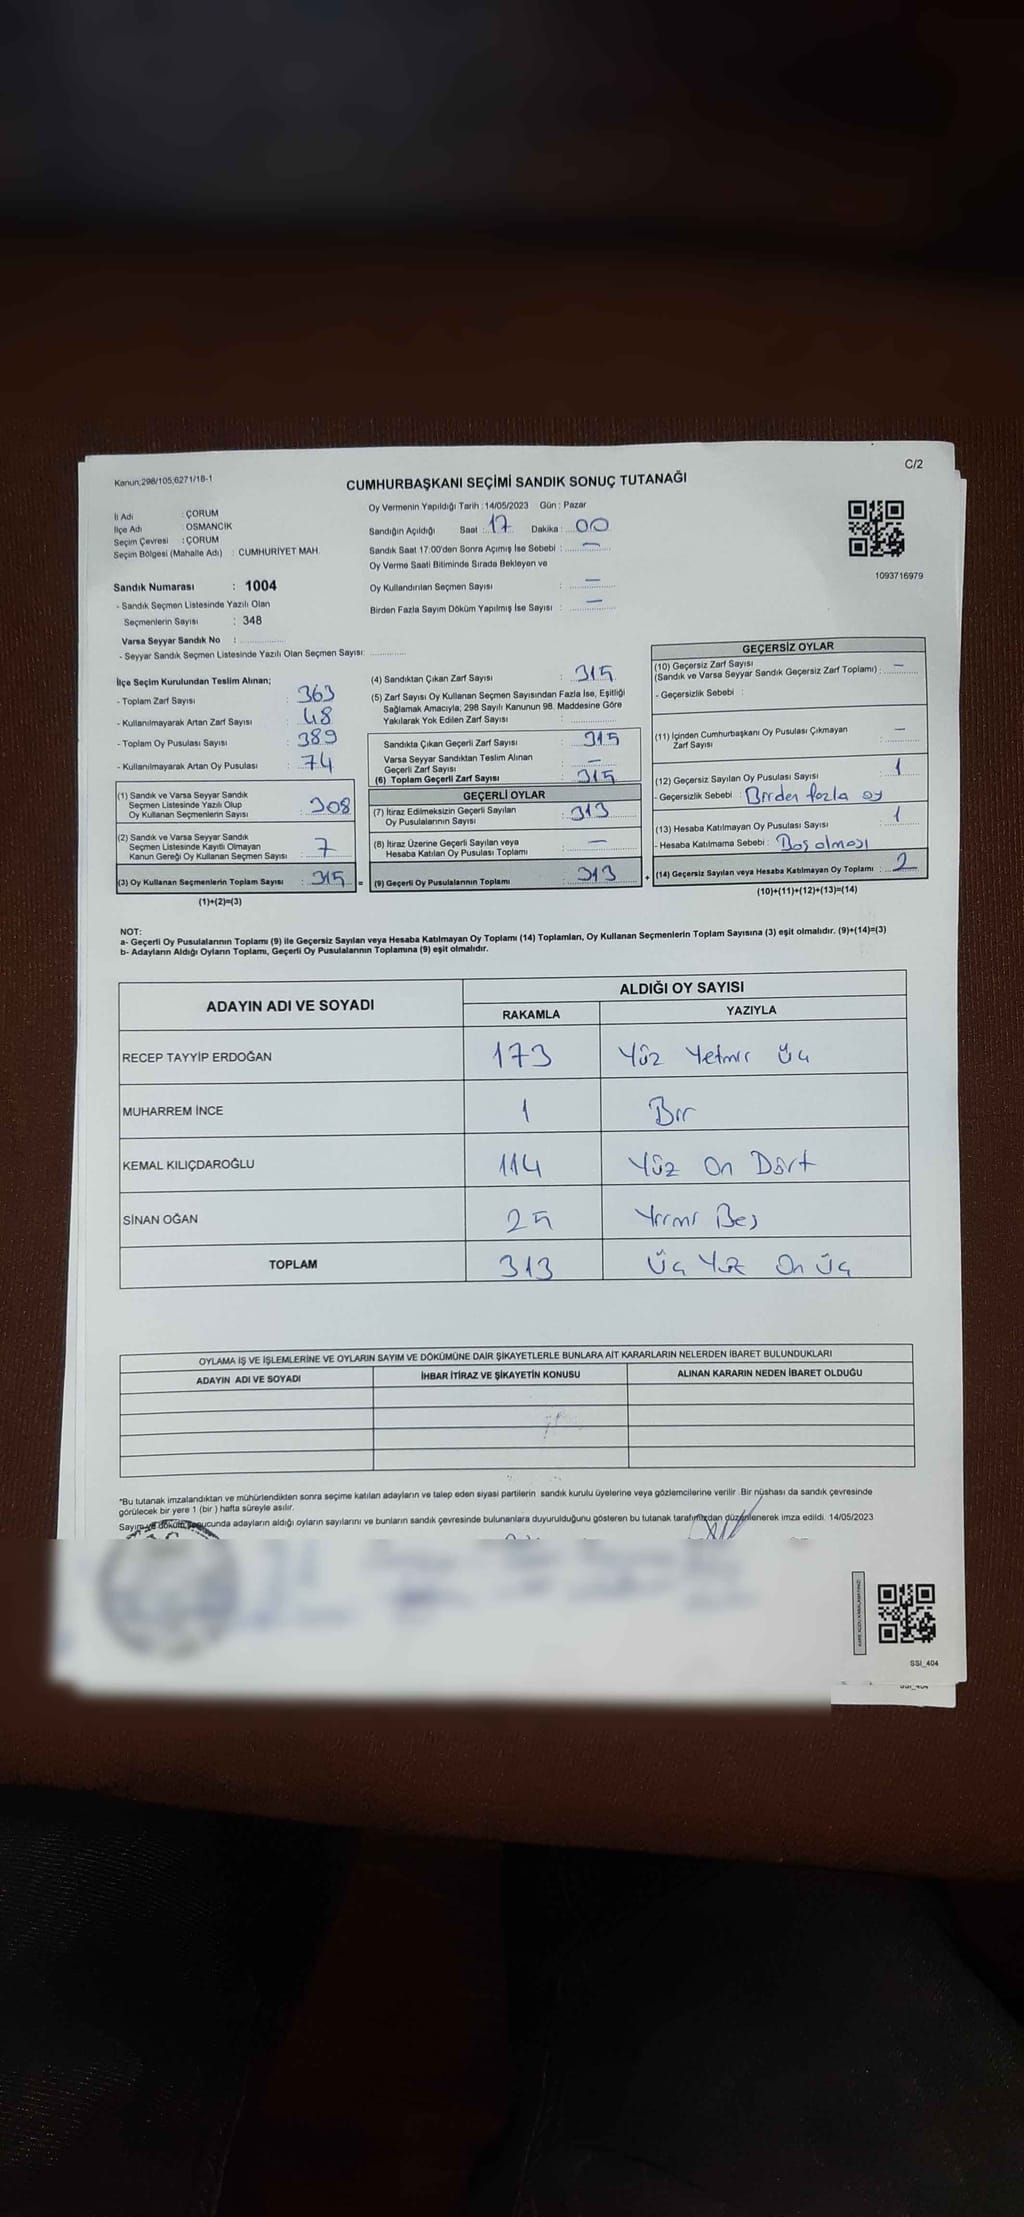 C/2
Kanun;298/105;6271/18-1
CUMHURBAŞKANI SEÇİMİ SANDIK SONUÇ TUTANAĞI
İl Adı : ÇORUM
İlçe Adı : OSMANCIK
Seçim Çevresi : ÇORUM
Seçim Bölgesi (Mahalle Adı) : CUMHURİYET MAH.
Oy Vermenin Yapıldığı Tarih : 14/05/2023 Gün : Pazar
Sandığın Açıldığı Saat : 17 Dakika : 00
Sandık Saat 17:00'den Sonra Açımış İse Sebebi : —
Oy Verme Saati Bitiminde Sırada Bekleyen ve
Oy Kullandırılan Seçmen Sayısı : —
Birden Fazla Sayım Döküm Yapılmış İse Sayısı : —
1093716979
Sandık Numarası : 1004
- Sandık Seçmen Listesinde Yazılı Olan
Seçmenlerin Sayısı : 348
Varsa Seyyar Sandık No :
- Seyyar Sandık Seçmen Listesinde Yazılı Olan Seçmen Sayısı:
İlçe Seçim Kurulundan Teslim Alınan;
- Toplam Zarf Sayısı : 363
- Kullanılmayarak Artan Zarf Sayısı : 48
- Toplam Oy Pusulası Sayısı : 389
- Kullanılmayarak Artan Oy Pusulası : 74
(1) Sandık ve Varsa Seyyar Sandık
Seçmen Listesinde Yazılı Olup
Oy Kullanan Seçmenlerin Sayısı : 308
(2) Sandık ve Varsa Seyyar Sandık
Seçmen Listesinde Kayıtlı Olmayan
Kanun Gereği Oy Kullanan Seçmen Sayısı : 7
(3) Oy Kullanan Seçmenlerin Toplam Sayısı : 315 =
(1)+(2)=(3)
(4) Sandıktan Çıkan Zarf Sayısı : 315
(5) Zarf Sayısı Oy Kullanan Seçmen Sayısından Fazla İse, Eşitliği
Sağlamak Amacıyla; 298 Sayılı Kanunun 98. Maddesine Göre
Yakılarak Yok Edilen Zarf Sayısı :
Sandıkta Çıkan Geçerli Zarf Sayısı : 315
Varsa Seyyar Sandıktan Teslim Alınan
Geçerli Zarf Sayısı : —
(6) Toplam Geçerli Zarf Sayısı : 315
GEÇERLİ OYLAR
(7) İtiraz Edilmeksizin Geçerli Sayılan
Oy Pusulalarının Sayısı : 313
(8) İtiraz Üzerine Geçerli Sayılan veya
Hesaba Katılan Oy Pusulası Toplamı : —
(9) Geçerli Oy Pusulalarının Toplamı : 313 +
GEÇERSİZ OYLAR
(10) Geçersiz Zarf Sayısı
(Sandık ve Varsa Seyyar Sandık Geçersiz Zarf Toplamı) : —
- Geçersizlik Sebebi :
(11) İçinden Cumhurbaşkanı Oy Pusulası Çıkmayan
Zarf Sayısı : —
(12) Geçersiz Sayılan Oy Pusulası Sayısı : 1
- Geçersizlik Sebebi : Birden fazla oy
(13) Hesaba Katılmayan Oy Pusulası Sayısı : 1
- Hesaba Katılmama Sebebi : Boş olması
(14) Geçersiz Sayılan veya Hesaba Katılmayan Oy Toplamı : 2
(10)+(11)+(12)+(13)=(14)
NOT:
a- Geçerli Oy Pusulalarının Toplamı (9) ile Geçersiz Sayılan veya Hesaba Katılmayan Oy Toplamı (14) Toplamları, Oy Kullanan Seçmenlerin Toplam Sayısına (3) eşit olmalıdır. (9)+(14)=(3)
b- Adayların Aldığı Oyların Toplamı, Geçerli Oy Pusulalarının Toplamına (9) eşit olmalıdır.
ADAYIN ADI VE SOYADI ALDIĞI OY SAYISI
RAKAMLA YAZIYLA
RECEP TAYYİP ERDOĞAN 173 Yüz Yetmiş Üç
MUHARREM İNCE 1 Bir
KEMAL KILIÇDAROĞLU 114 Yüz On Dört
SİNAN OĞAN 25 Yirmi Beş
TOPLAM 313 Üç Yüz On Üç
OYLAMA İŞ VE İŞLEMLERİNE VE OYLARIN SAYIM VE DÖKÜMÜNE DAİR ŞİKAYETLERLE BUNLARA AİT KARARLARIN NELERDEN İBARET BULUNDUKLARI
ADAYIN ADI VE SOYADI İHBAR İTİRAZ VE ŞİKAYETİN KONUSU ALINAN KARARIN NEDEN İBARET OLDUĞU
*Bu tutanak imzalandıktan ve mühürlendikten sonra seçime katılan adayların ve talep eden siyasi partilerin sandık kurulu üyelerine veya gözlemcilerine verilir. Bir nüshası da sandık çevresinde
görülecek bir yere 1 (bir ) hafta süreyle asılır.
Sayım ve döküm sonucunda adayların aldığı oyların sayılarını ve bunların sandık çevresinde bulunanlara duyurulduğunu gösteren bu tutanak tarafımızdan düzenlenerek imza edildi. 14/05/2023
SSI_404